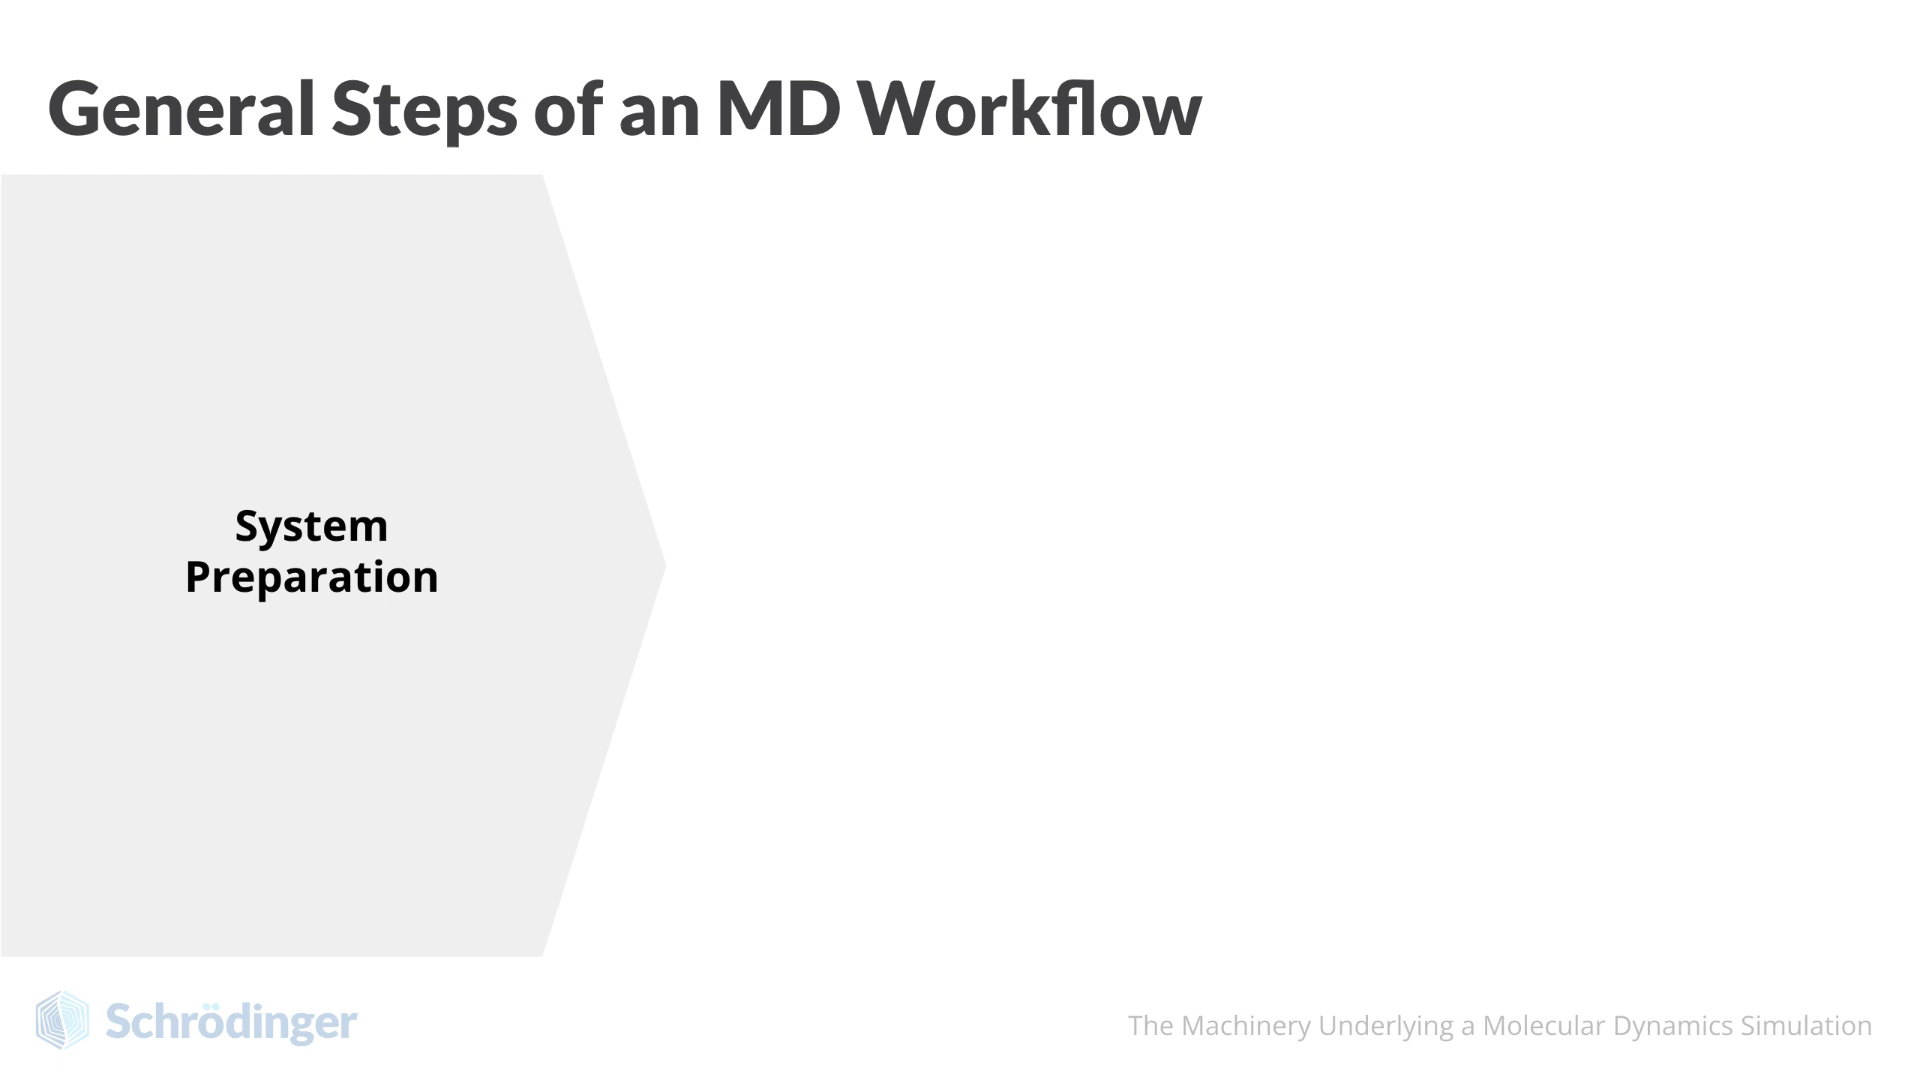 General Steps of an MD Workflow
System
Preparation
Schrödinger
The Machinery Underlying a Molecular Dynamics Simulation